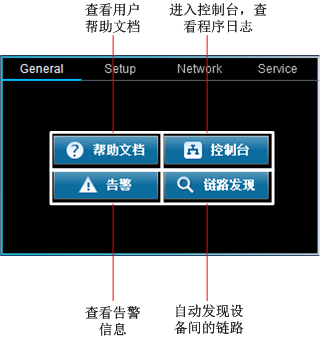 查看用户
帮助文档
进入控制台，查
看程序日志
General Setup Network Service
帮助文档 控制台
告警 链路发现
查看告警
信息
自动发现设
备间的链路